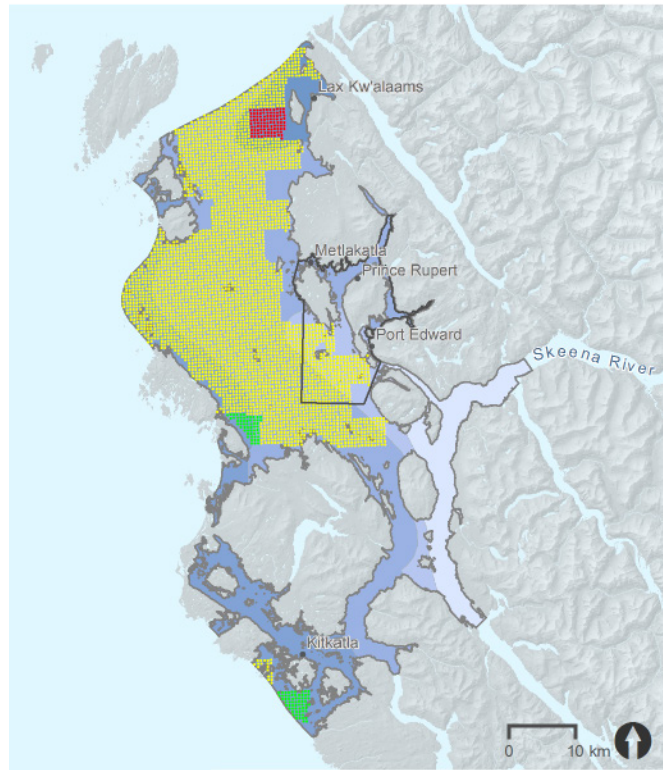 Lax Kw'alaams
Metlakatla
Prince Rupert
Port Edward
Skeena River
Kitkatla
0 10 km